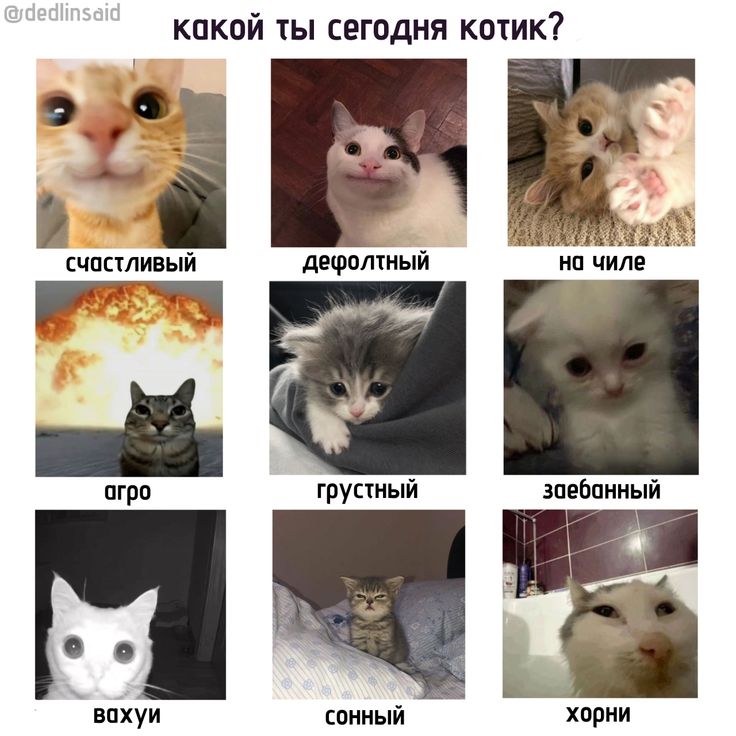 @dedlinsaid
какой ты сегодня котик?
счастливый
дефолтный
на чиле
агро
грустный
заебанный
вахуи
сонный
хорни